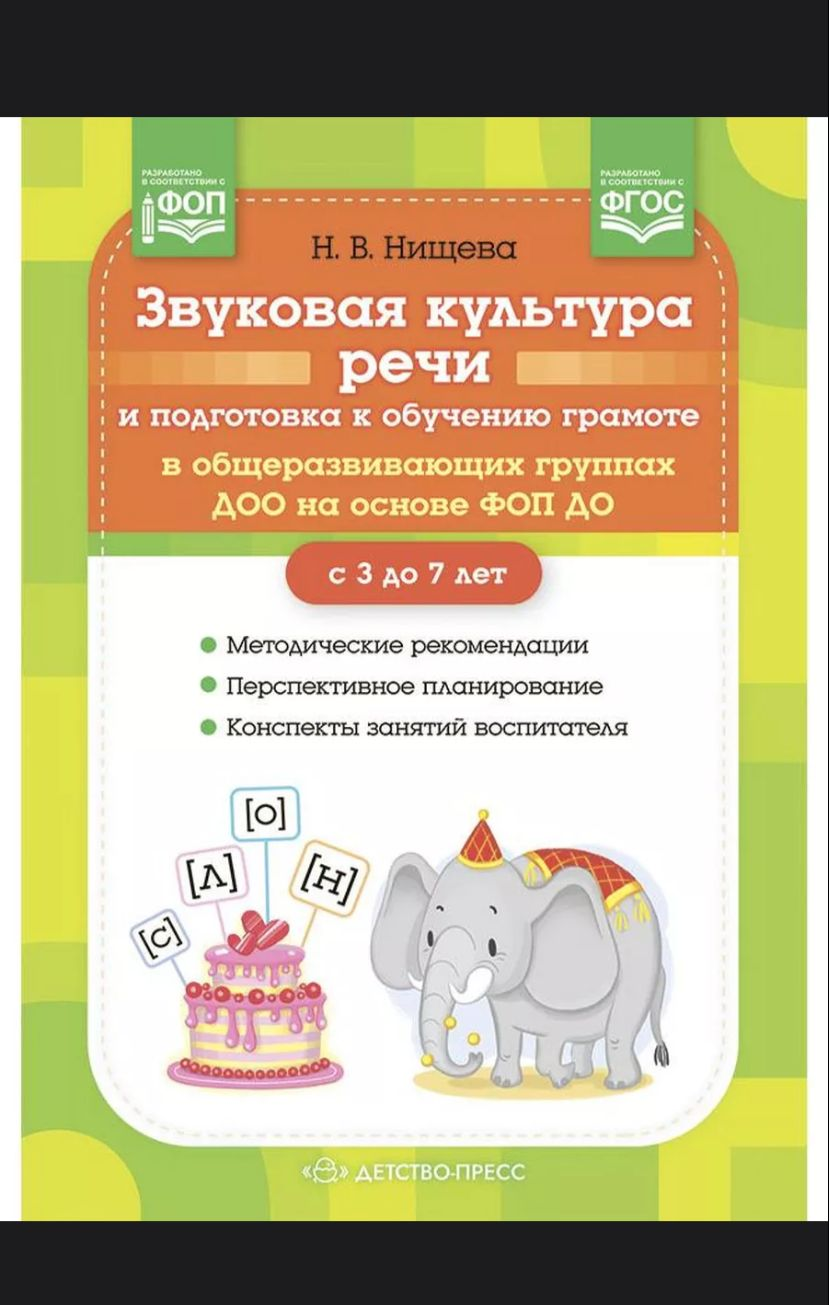 РАЗРАБОТАНО
В СООТВЕТСТВИИ С
ФОП
РАЗРАБОТАНО
В СООТВЕТСТВИИ С
ФГОС
Н. В. Нищева
Звуковая культура
речи
и подготовка к обучению грамоте
в общеразвивающих группах
ДОО на основе ФОП ДО
с 3 до 7 лет
Методические рекомендации
Перспективное планирование
Конспекты занятий воспитателя
[с]
[л]
[о]
[н]
« » ДЕТСТВО-ПРЕСС